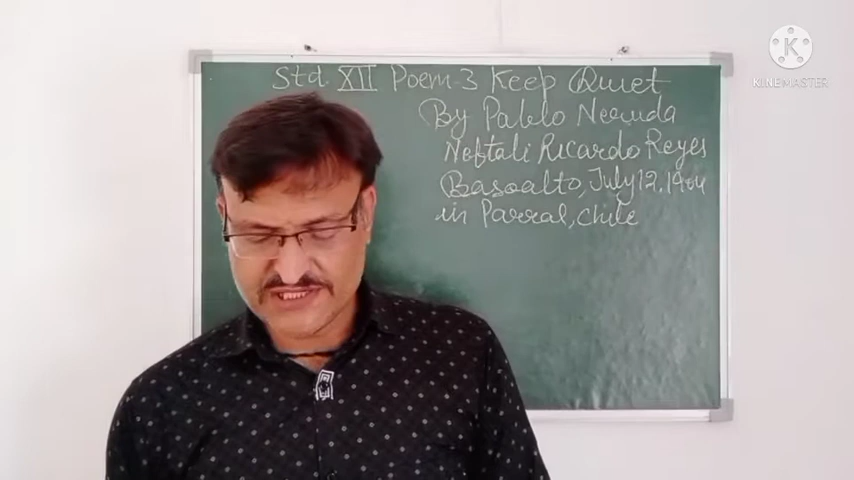 Std XII Poem-3 Keep Quiet
By Pablo Neruda
Neftali Ricardo Reyes
Basoalto, July 12, 1904
in Parral, Chile
K
KINEMASTER